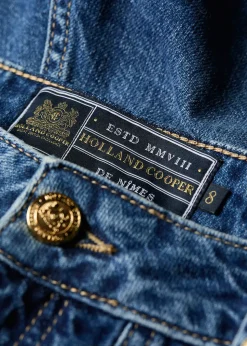 HOLLAND COOPER
ESTD MMVIII
HOLLAND COOPER
DE NÎMES
8